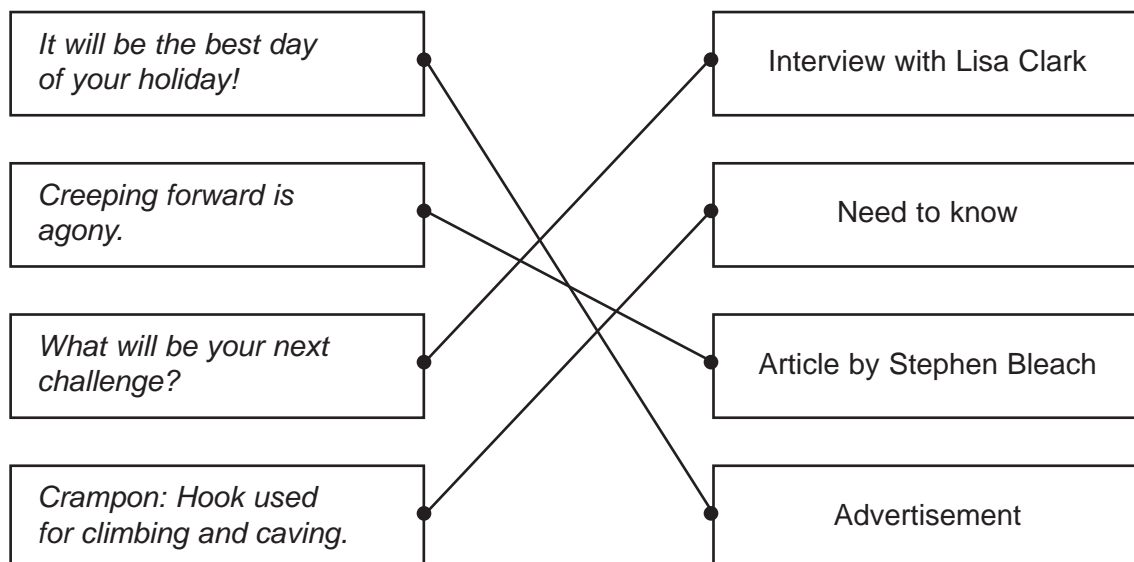 It will be the best day
of your holiday!
Interview with Lisa Clark
Creeping forward is
agony.
Need to know
What will be your next
challenge?
Article by Stephen Bleach
Crampon: Hook used
for climbing and caving.
Advertisement